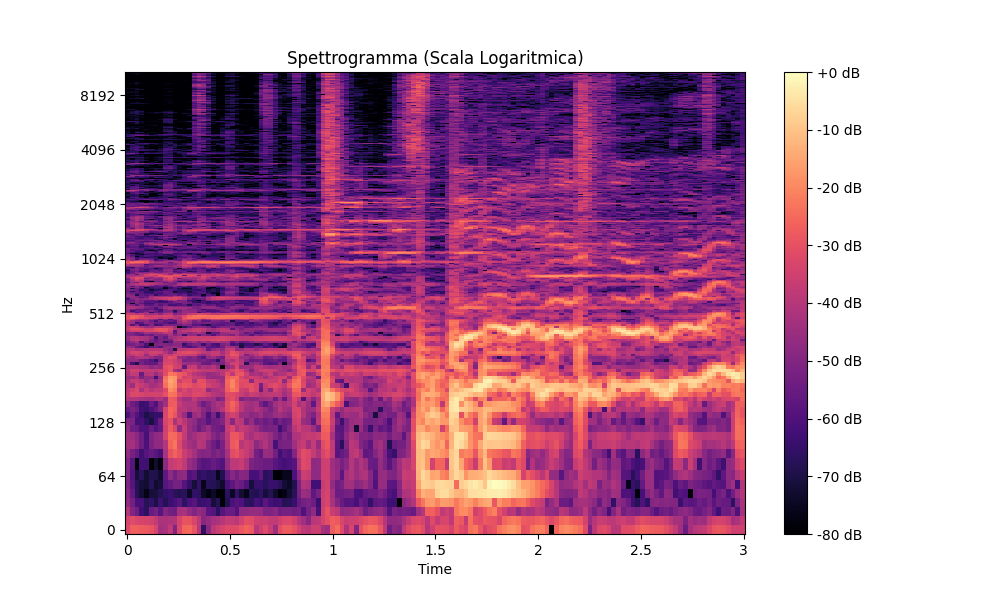 Spettrogramma (Scala Logaritmica)
Hz
8192
4096
2048
1024
512
256
128
64
0
0
0.5
1
1.5
2
2.5
3
Time
+0 dB
-10 dB
-20 dB
-30 dB
-40 dB
-50 dB
-60 dB
-70 dB
-80 dB